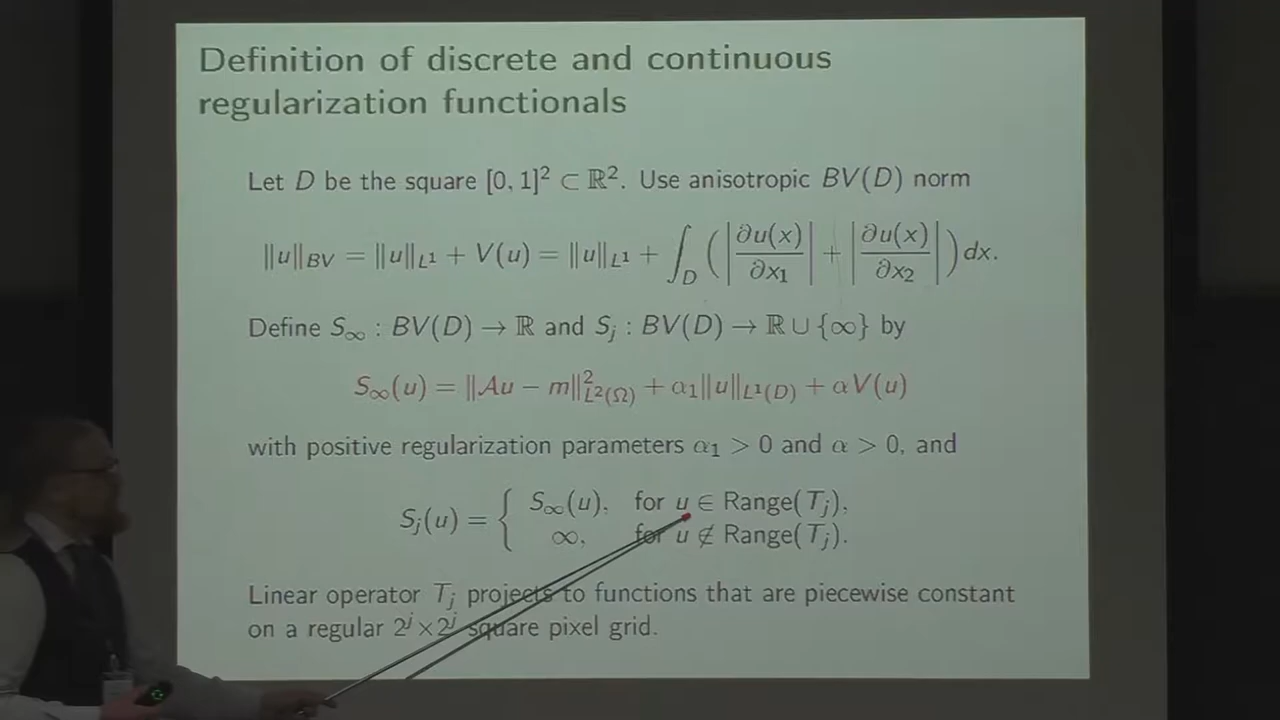 Definition of discrete and continuous
regularization functionals
Let D be the square [0, 1]² ⊂ ℝ². Use anisotropic BV(D) norm
‖u‖_BV = ‖u‖_L¹ + V(u) = ‖u‖_L¹ + ∫_D (|∂u(x)/∂x₁| + |∂u(x)/∂x₂|) dx.
Define S_∞ : BV(D) → ℝ and S_j : BV(D) → ℝ ∪ {∞} by
S_∞(u) = ‖Au − m‖²_L²(Ω) + α₁‖u‖_L¹(D) + αV(u)
with positive regularization parameters α₁ > 0 and α > 0, and
S_j(u) = { S_∞(u), for u ∈ Range(T_j),
∞, for u ∉ Range(T_j).
Linear operator T_j projects to functions that are piecewise constant
on a regular 2^j × 2^j square pixel grid.